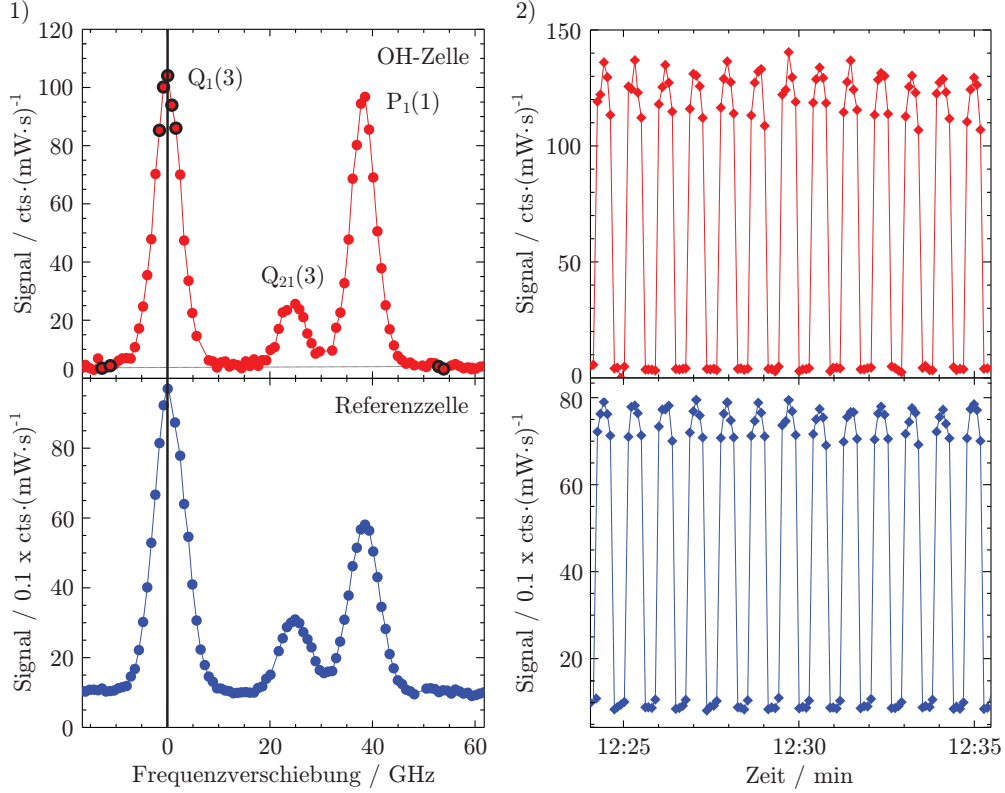 1)
2)
120
100
80
60
40
20
0
Signal / cts·(mW·s)⁻¹
OH-Zelle
Q₁(3)
P₁(1)
Q₂₁(3)
150
100
50
0
Signal / cts·(mW·s)⁻¹
80
60
40
20
0
Signal / 0.1 x cts·(mW·s)⁻¹
Referenzzelle
80
60
40
20
Signal / 0.1 x cts·(mW·s)⁻¹
0 20 40 60
Frequenzverschiebung / GHz
12:25 12:30 12:35
Zeit / min